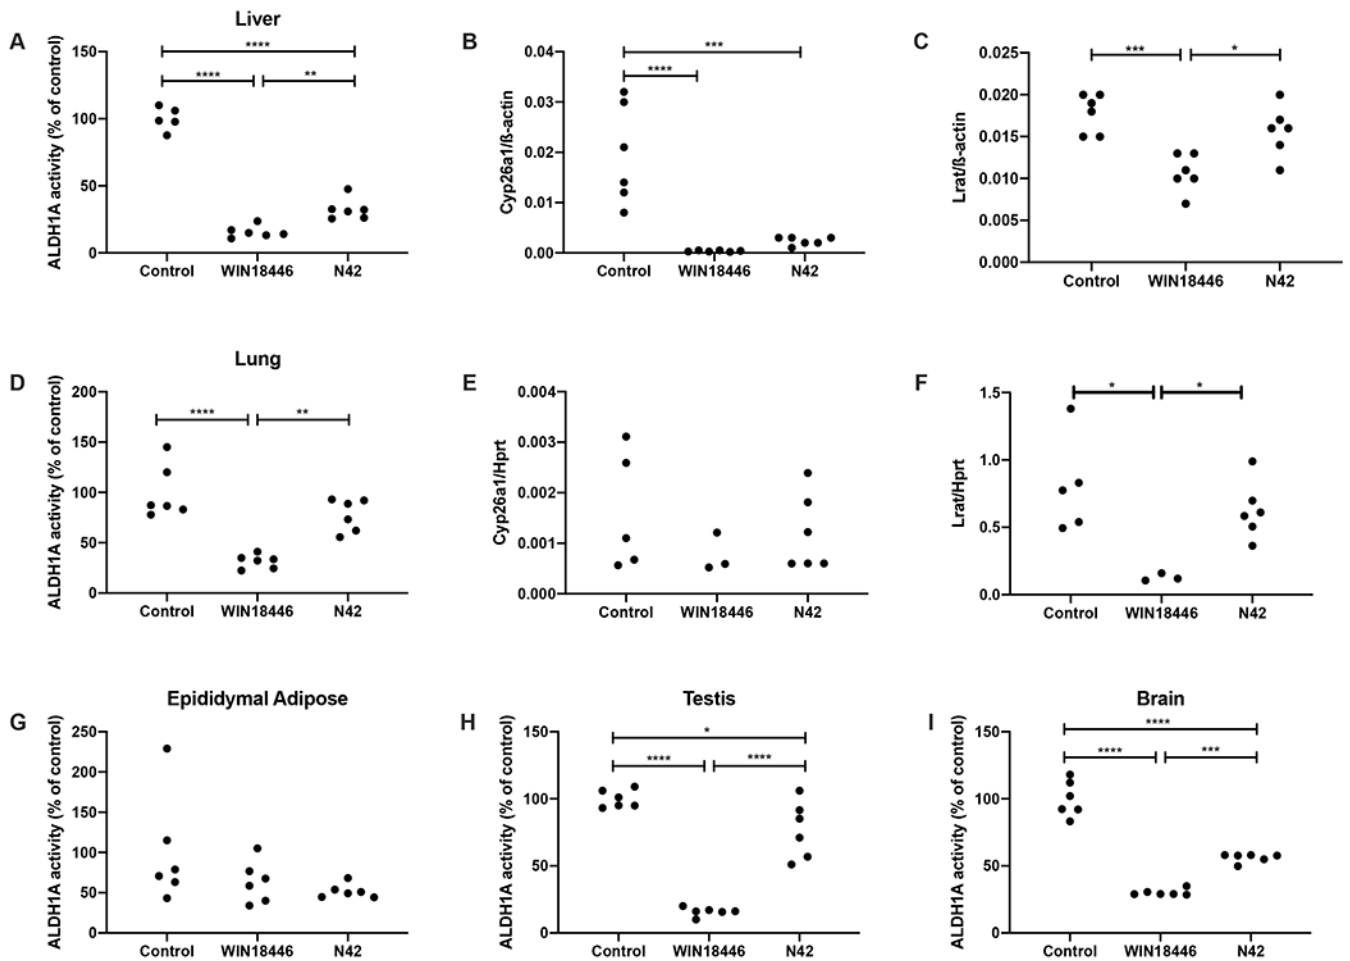 Liver
A
ALDH1A activity (% of control)
150
100
50
0
****
****
**
Control WIN18446 N42
B
Cyp26a1/ß-actin
0.04
0.03
0.02
0.01
0.00
***
****
Control WIN18446 N42
C
Lrat/ß-actin
0.025
0.020
0.015
0.010
0.005
0.000
***
*
Control WIN18446 N42
Lung
D
ALDH1A activity (% of control)
200
150
100
50
0
****
**
Control WIN18446 N42
E
Cyp26a1/Hprt
0.004
0.003
0.002
0.001
0.000
Control WIN18446 N42
F
Lrat/Hprt
1.5
1.0
0.5
0.0
*
*
Control WIN18446 N42
Epididymal Adipose
G
ALDH1A activity (% of control)
250
200
150
100
50
0
Control WIN18446 N42
Testis
H
ALDH1A activity (% of control)
150
100
50
0
*
****
****
Control WIN18446 N42
Brain
I
ALDH1A activity (% of control)
150
100
50
0
****
****
***
Control WIN18446 N42